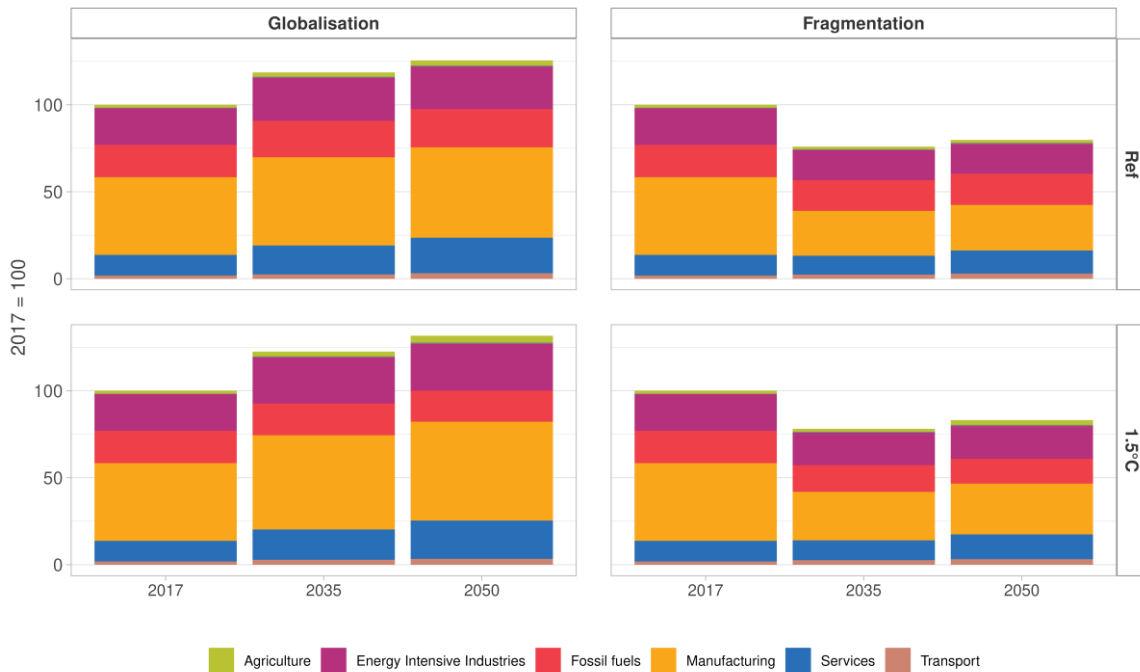 Globalisation
Fragmentation
2017 = 100
100
50
0
Ref
100
50
0
1.5°C
2017
2035
2050
2017
2035
2050
Agriculture
Energy Intensive Industries
Fossil fuels
Manufacturing
Services
Transport